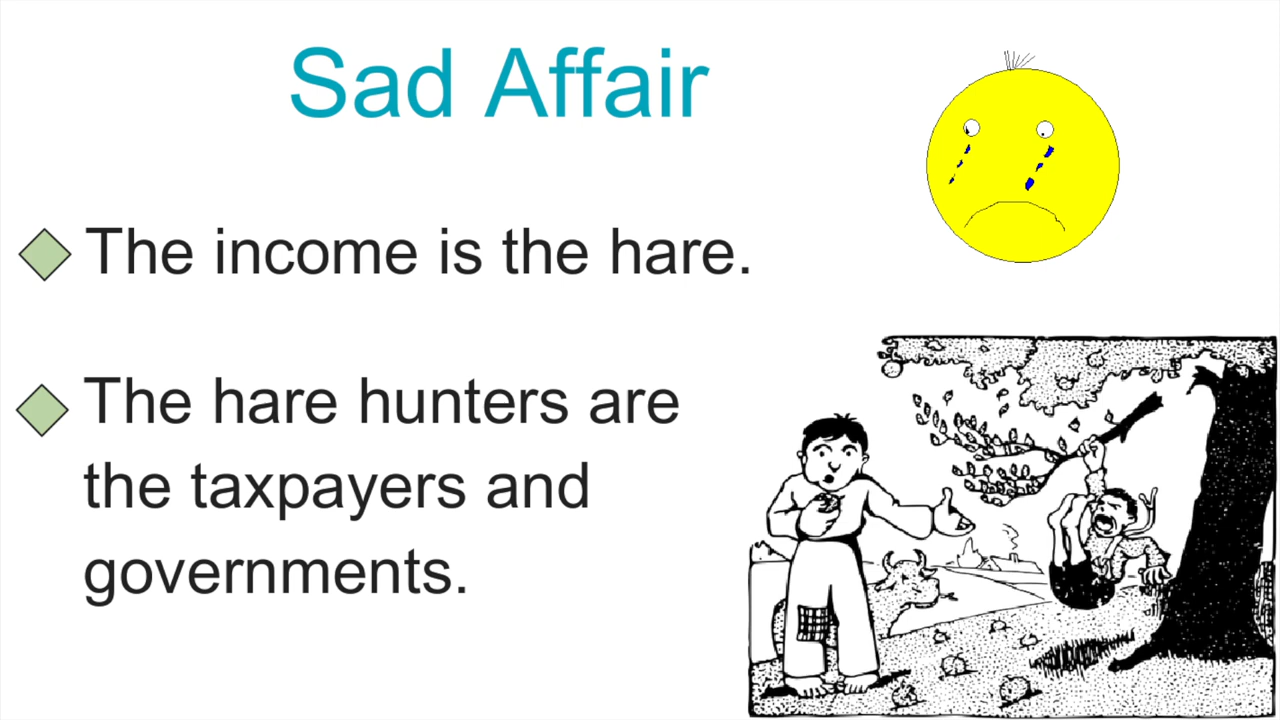 Sad Affair
The income is the hare.
The hare hunters are
the taxpayers and
governments.